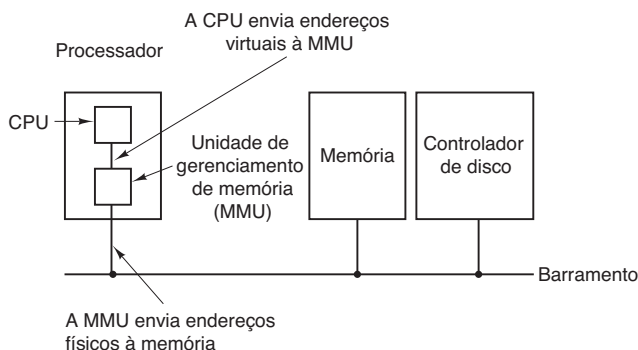 A CPU envia endereços
virtuais à MMU
Processador
CPU
Unidade de
gerenciamento
de memória
(MMU)
Memória
Controlador
de disco
Barramento
A MMU envia endereços
físicos à memória